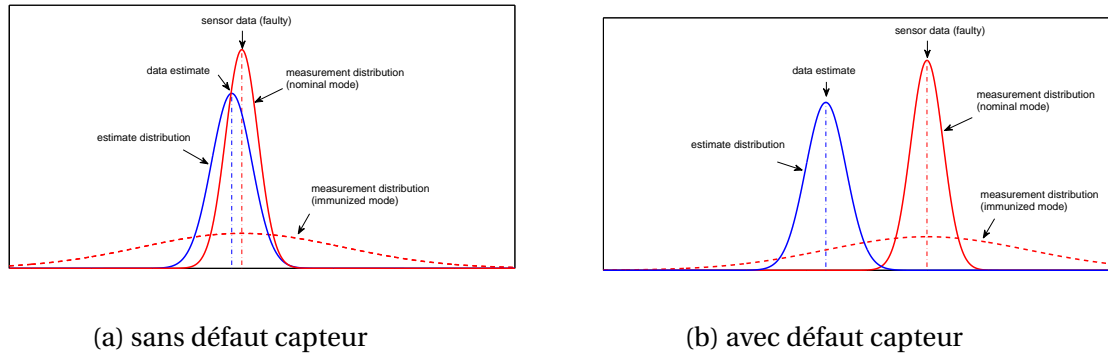 sensor data (faulty)
data estimate
measurement distribution
(nominal mode)
estimate distribution
measurement distribution
(immunized mode)
(a) sans défaut capteur
sensor data (faulty)
data estimate
measurement distribution
(nominal mode)
estimate distribution
measurement distribution
(immunized mode)
(b) avec défaut capteur